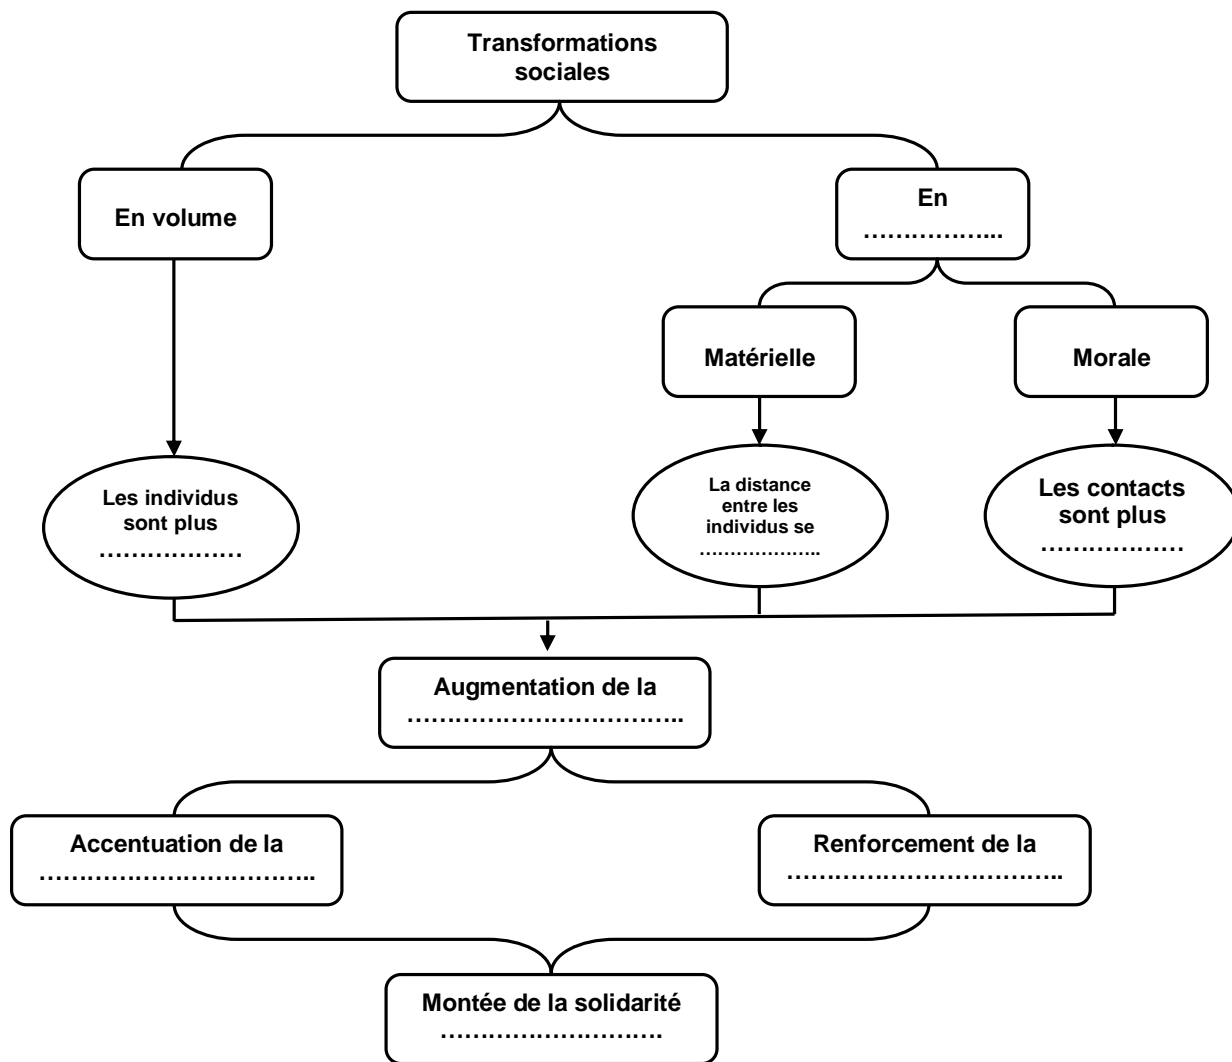 Transformations
sociales
En volume
En
……………...
Matérielle
Morale
Les individus
sont plus
………………
La distance
entre les
individus se
………………..
Les contacts
sont plus
………………
Augmentation de la
……………………………..
Accentuation de la
……………………………..
Renforcement de la
……………………………..
Montée de la solidarité
……………………….